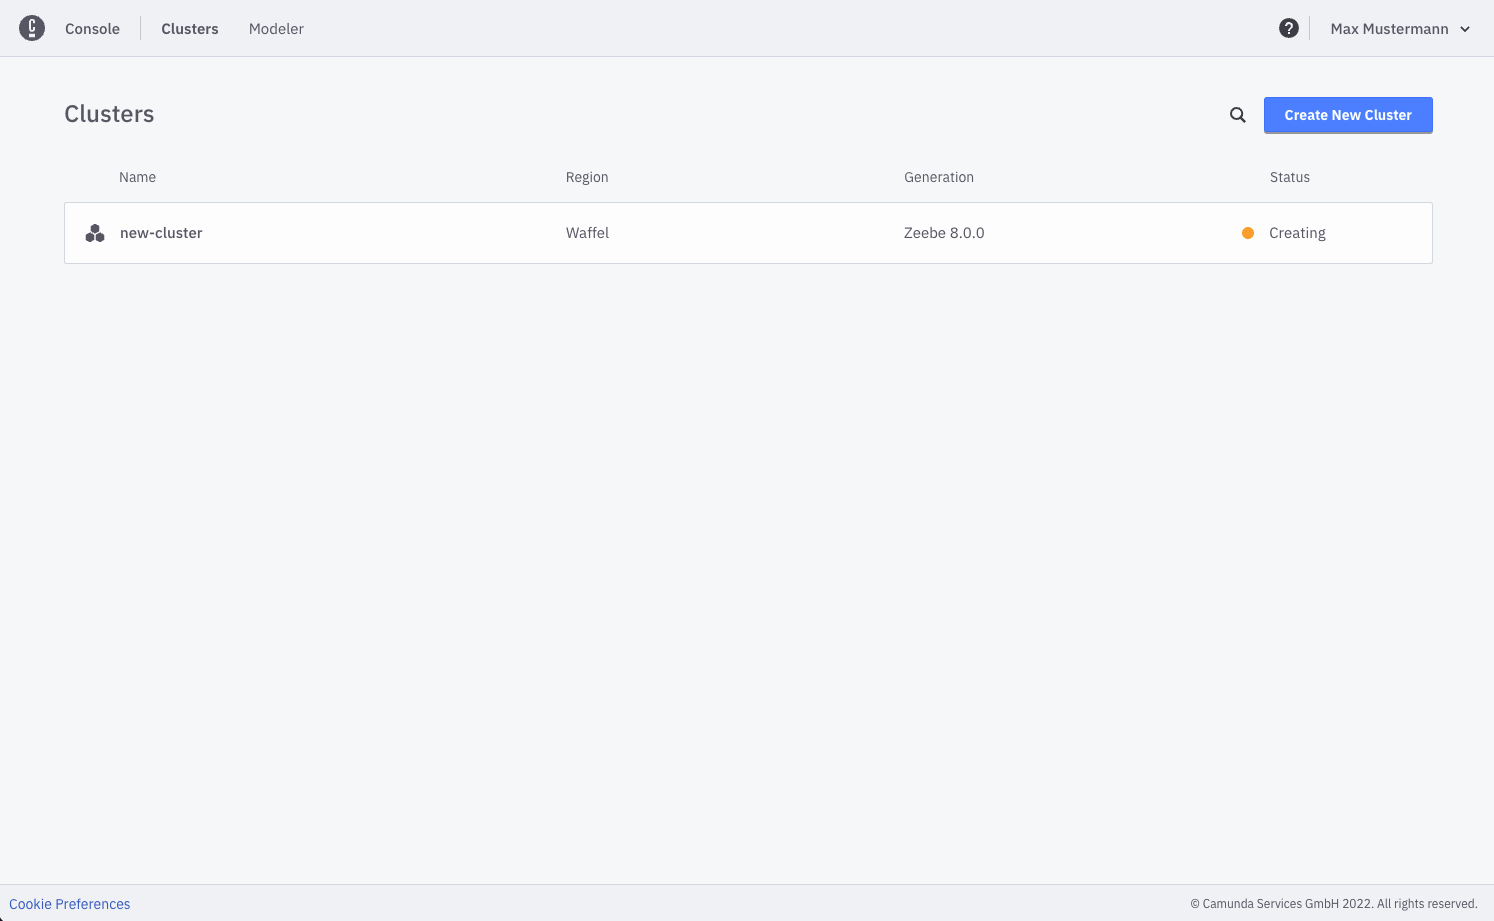 Console Clusters Modeler Max Mustermann
Clusters
Create New Cluster
Name Region Generation Status
new-cluster Waffel Zeebe 8.0.0 Creating
Cookie Preferences © Camunda Services GmbH 2022. All rights reserved.